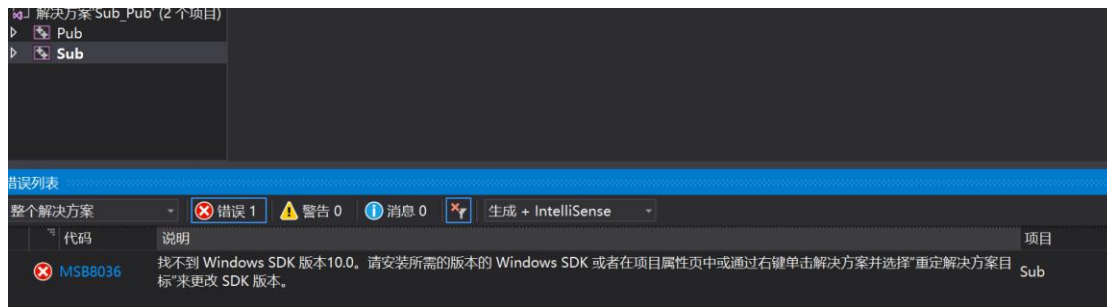 解决方案'Sub_Pub' (2 个项目)
Pub
Sub
错误列表
整个解决方案 错误 1 警告 0 消息 0 生成 + IntelliSense
代码 说明 项目
MSB8036 找不到 Windows SDK 版本10.0。请安装所需的版本的 Windows SDK 或者在项目属性页中或通过右键单击解决方案并选择"重定解决方案目 Sub
标"来更改 SDK 版本。